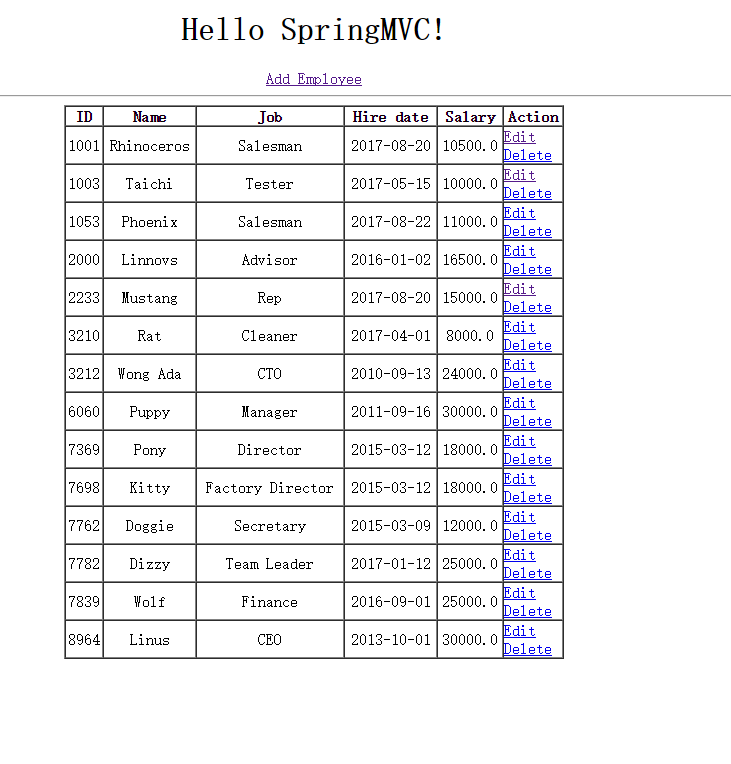 Hello SpringMVC!
Add Employee
ID Name Job Hire date Salary Action
1001 Rhinoceros Salesman 2017-08-20 10500.0 Edit
Delete
1003 Taichi Tester 2017-05-15 10000.0 Edit
Delete
1053 Phoenix Salesman 2017-08-22 11000.0 Edit
Delete
2000 Linnovs Advisor 2016-01-02 16500.0 Edit
Delete
2233 Mustang Rep 2017-08-20 15000.0 Edit
Delete
3210 Rat Cleaner 2017-04-01 8000.0 Edit
Delete
3212 Wong Ada CTO 2010-09-13 24000.0 Edit
Delete
6060 Puppy Manager 2011-09-16 30000.0 Edit
Delete
7369 Pony Director 2015-03-12 18000.0 Edit
Delete
7698 Kitty Factory Director 2015-03-12 18000.0 Edit
Delete
7762 Doggie Secretary 2015-03-09 12000.0 Edit
Delete
7782 Dizzy Team Leader 2017-01-12 25000.0 Edit
Delete
7839 Wolf Finance 2016-09-01 25000.0 Edit
Delete
8964 Linus CEO 2013-10-01 30000.0 Edit
Delete